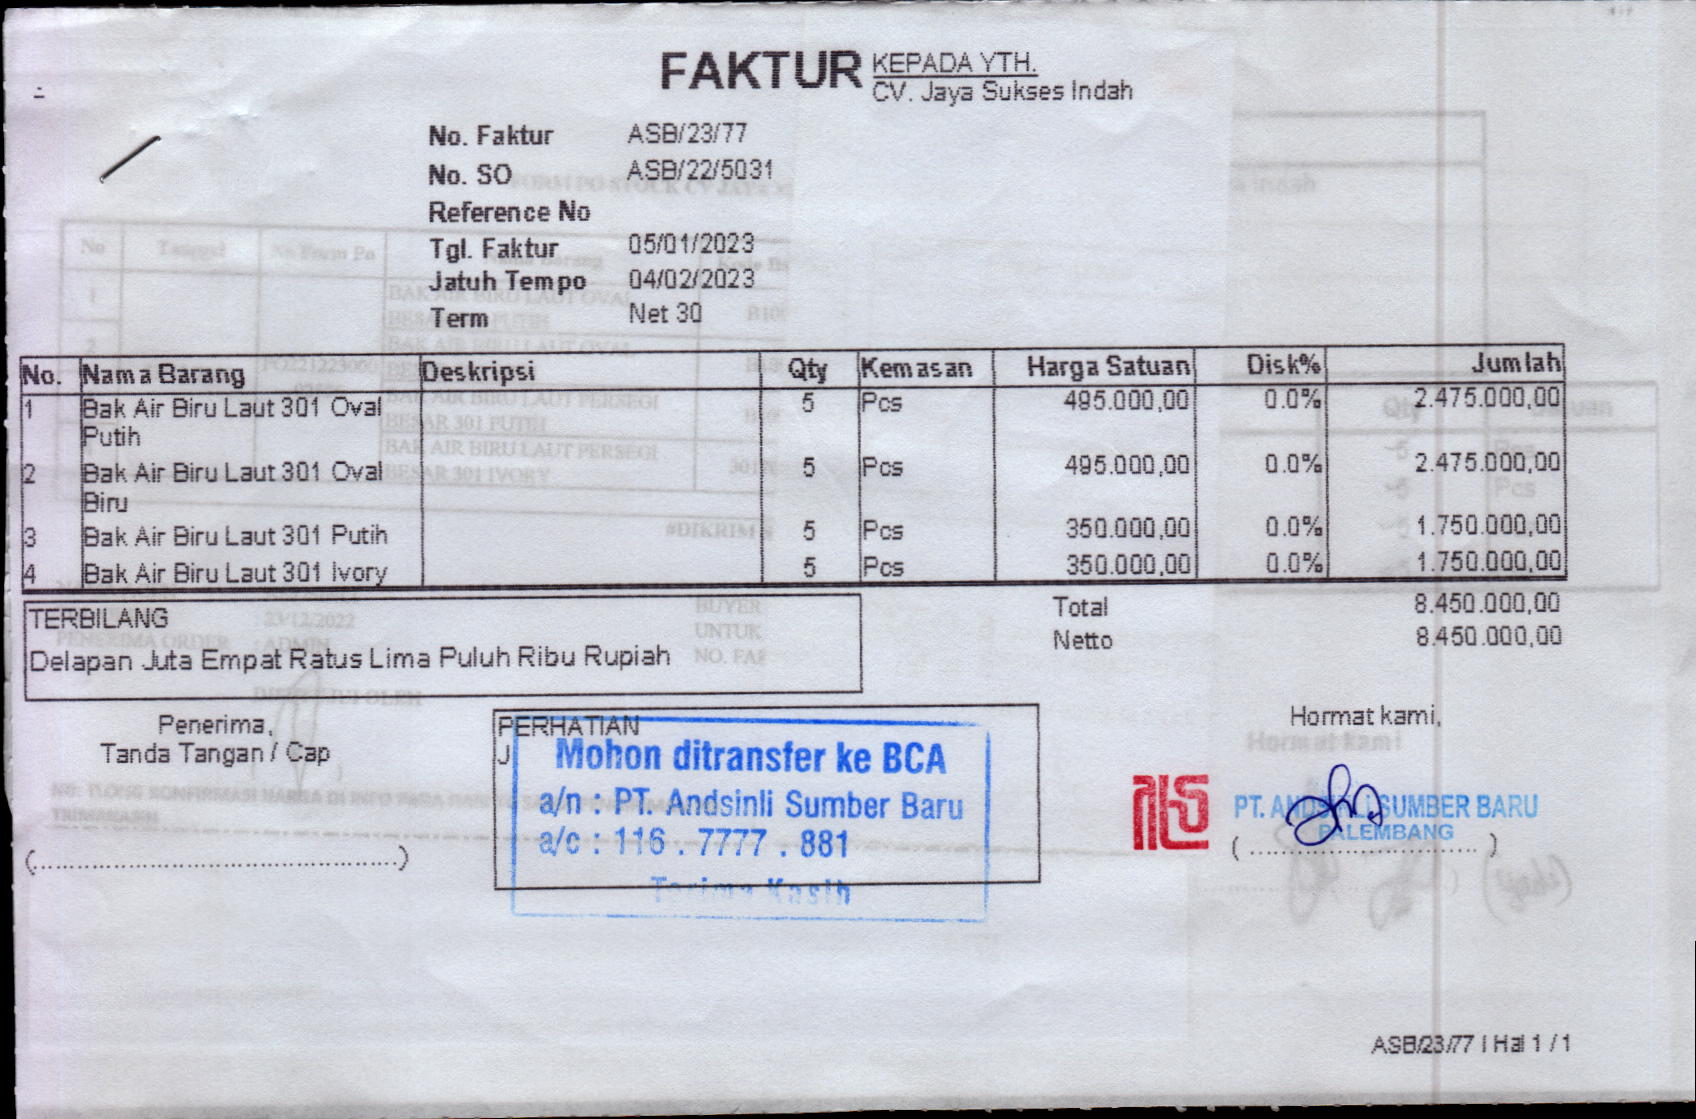 FAKTUR
KEPADA YTH.
CV. Jaya Sukses Indah
No. Faktur ASB/23/77
No. SO ASB/22/5031
Reference No
Tgl. Faktur 05/01/2023
Jatuh Tempo 04/02/2023
Term Net 30
No. Nama Barang Deskripsi Qty Kemasan Harga Satuan Disk% Jumlah
1 Bak Air Biru Laut 301 Oval 5 Pcs 495.000,00 0.0% 2.475.000,00
Putih
2 Bak Air Biru Laut 301 Oval 5 Pcs 495.000,00 0.0% 2.475.000,00
Biru
3 Bak Air Biru Laut 301 Putih 5 Pcs 350.000,00 0.0% 1.750.000,00
4 Bak Air Biru Laut 301 Ivory 5 Pcs 350.000,00 0.0% 1.750.000,00
TERBILANG
Delapan Juta Empat Ratus Lima Puluh Ribu Rupiah
Total 8.450.000,00
Netto 8.450.000,00
Penerima,
Tanda Tangan / Cap
(..........................................)
PERHATIAN
J
Mohon ditransfer ke BCA
a/n : PT. Andsinli Sumber Baru
a/c : 116 . 7777 . 881
Terima Kasih
Hormat kami,
PT. ANDSINLI SUMBER BARU
PALEMBANG
( .............................. )
ASB/23/77 | Hal 1 / 1